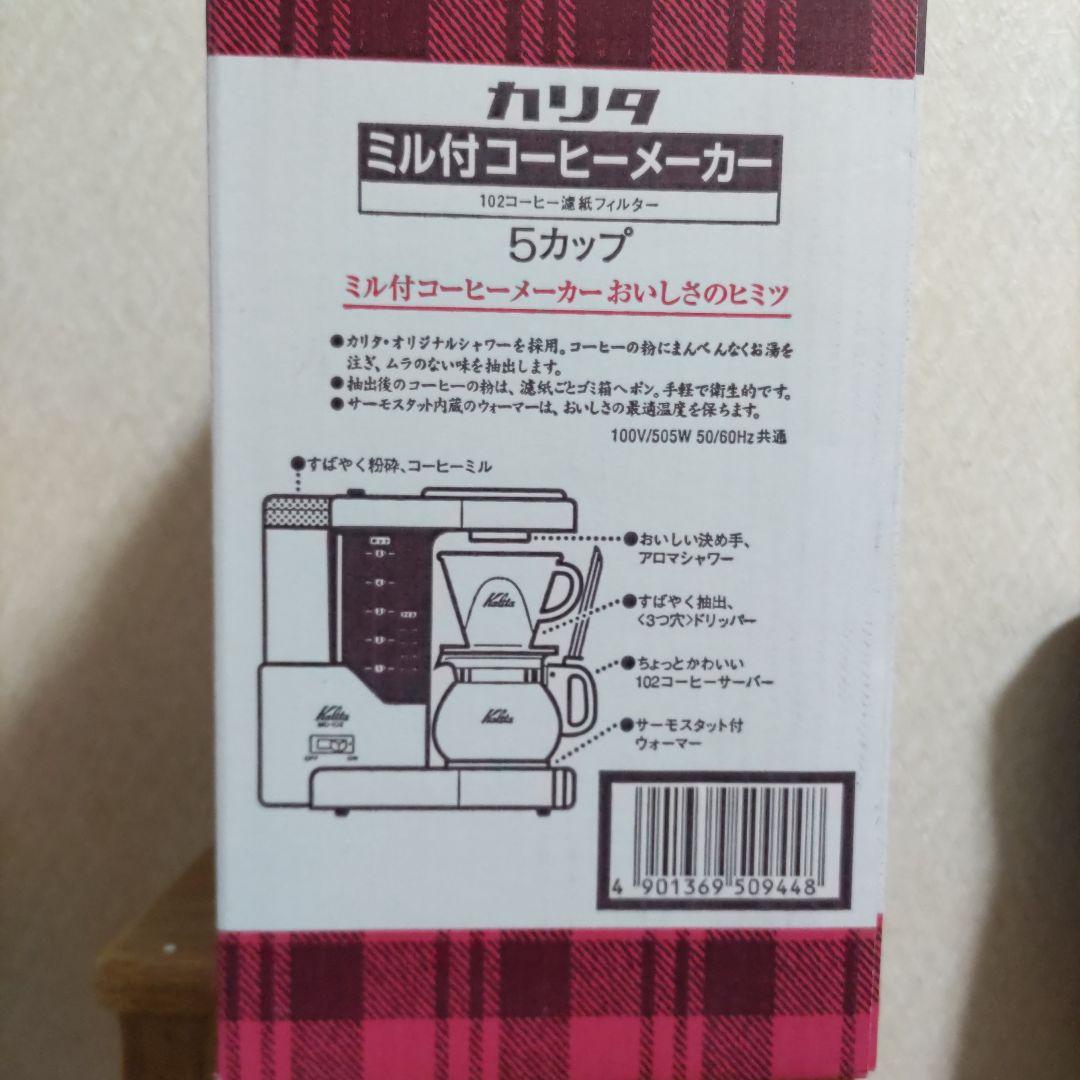 カリタ
ミル付コーヒーメーカー
102コーヒー濾紙フィルター
5カップ
ミル付コーヒーメーカーおいしさのヒミツ
●カリタ・オリジナルシャワーを採用。コーヒーの粉にまんべんなくお湯を
注ぎ、ムラのない味を抽出します。
●抽出後のコーヒーの粉は、濾紙ごとゴミ箱へポン。手軽で衛生的です。
●サーモスタット内蔵のウォーマーは、おいしさの最適温度を保ちます。
100V/505W 50/60Hz共通
●すばやく粉砕、コーヒーミル
●おいしい決め手、
アロマシャワー
Kalita
●すばやく抽出、
〈3つ穴〉ドリッパー
●ちょっとかわいい
102コーヒーサーバー
Kalita
Kalita
●サーモスタット付
ウォーマー
OFF ON
4 901369 509448